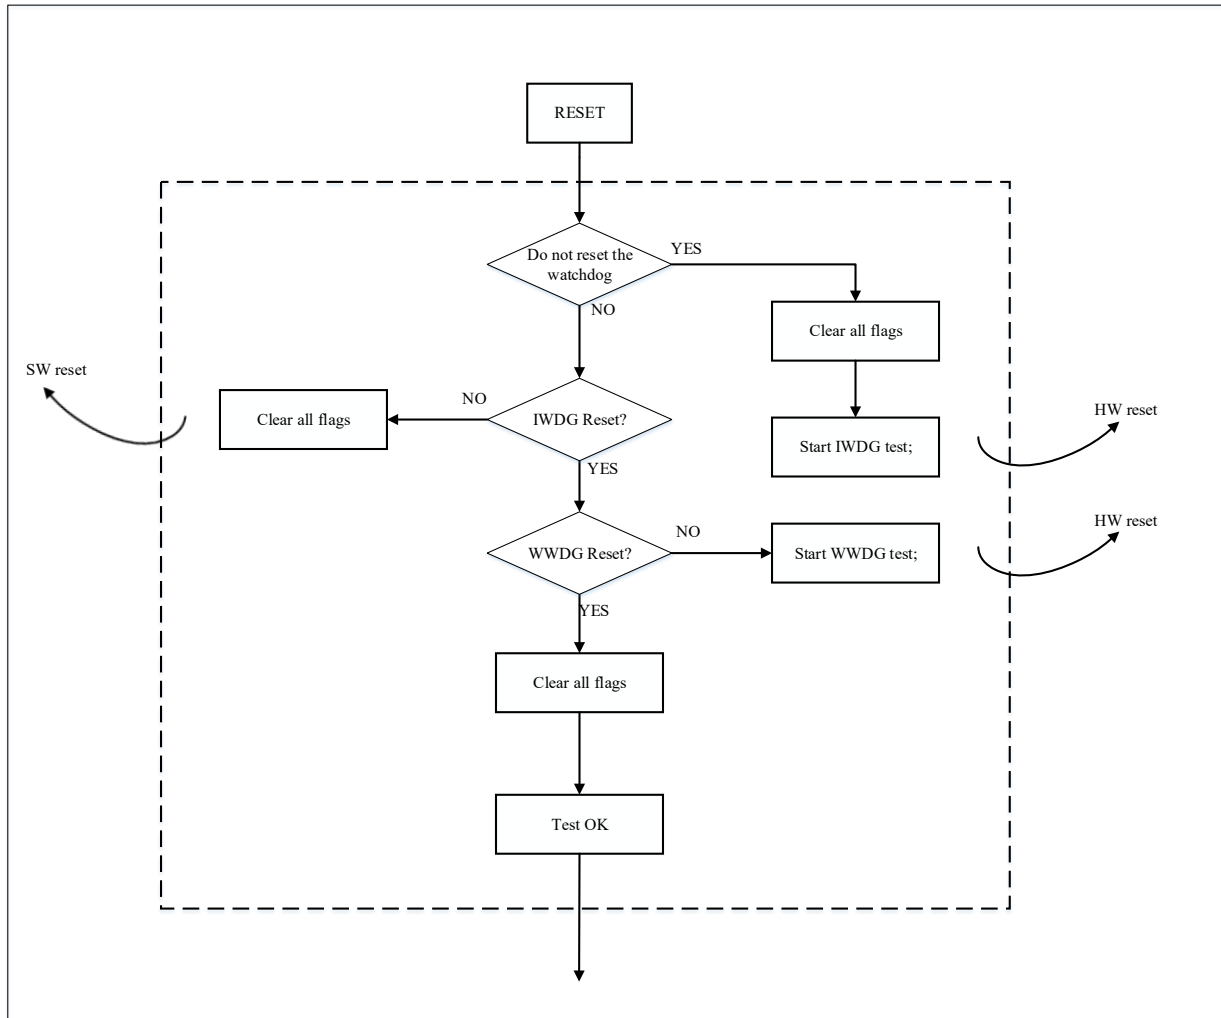 RESET
Do not reset the
watchdog
YES
NO
Clear all flags
SW reset
Clear all flags
NO
IWDG Reset?
YES
Start IWDG test;
HW reset
WWDG Reset?
NO
Start WWDG test;
HW reset
YES
Clear all flags
Test OK